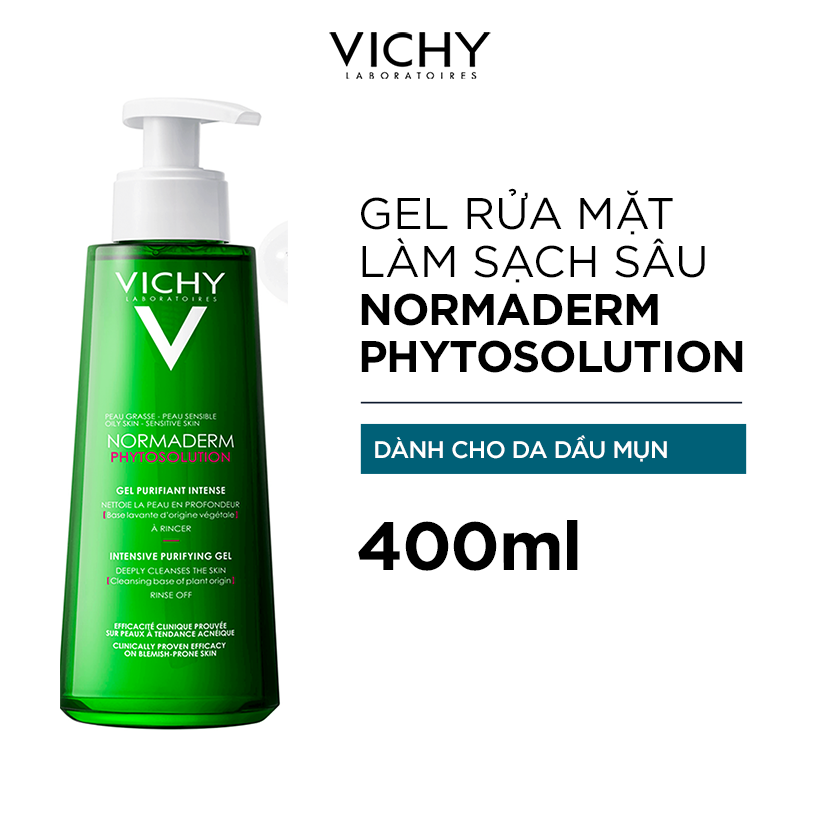 VICHY
LABORATOIRES
VICHY
LABORATOIRES
PEAU GRASSE - PEAU SENSIBLE
OILY SKIN - SENSITIVE SKIN
NORMADERM
PHYTOSOLUTION
GEL PURIFIANT INTENSE
NETTOIE LA PEAU EN PROFONDEUR
[Base lavante d'origine végétale]
À RINCER
INTENSIVE PURIFYING GEL
DEEPLY CLEANSES THE SKIN
[Cleansing base of plant origin]
RINSE OFF
EFFICACITÉ CLINIQUE PROUVÉE
SUR PEAUX À TENDANCE ACNÉIQUE
CLINICALLY PROVEN EFFICACY
ON BLEMISH-PRONE SKIN
GEL RỬA MẶT
LÀM SẠCH SÂU
NORMADERM
PHYTOSOLUTION
DÀNH CHO DA DẦU MỤN
400ml